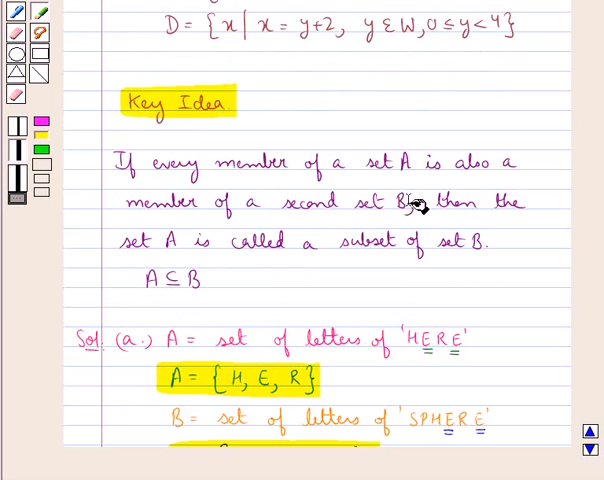 D = {x | x = y+2, y ε W, 0 ≤ y < 4}
Key Idea
If every member of a set A is also a
member of a second set B, then the
set A is called a subset of set B.
A ⊆ B
Sol. (a.) A = set of letters of 'HERE'
A = {H, E, R}
B = set of letters of 'SPHERE'